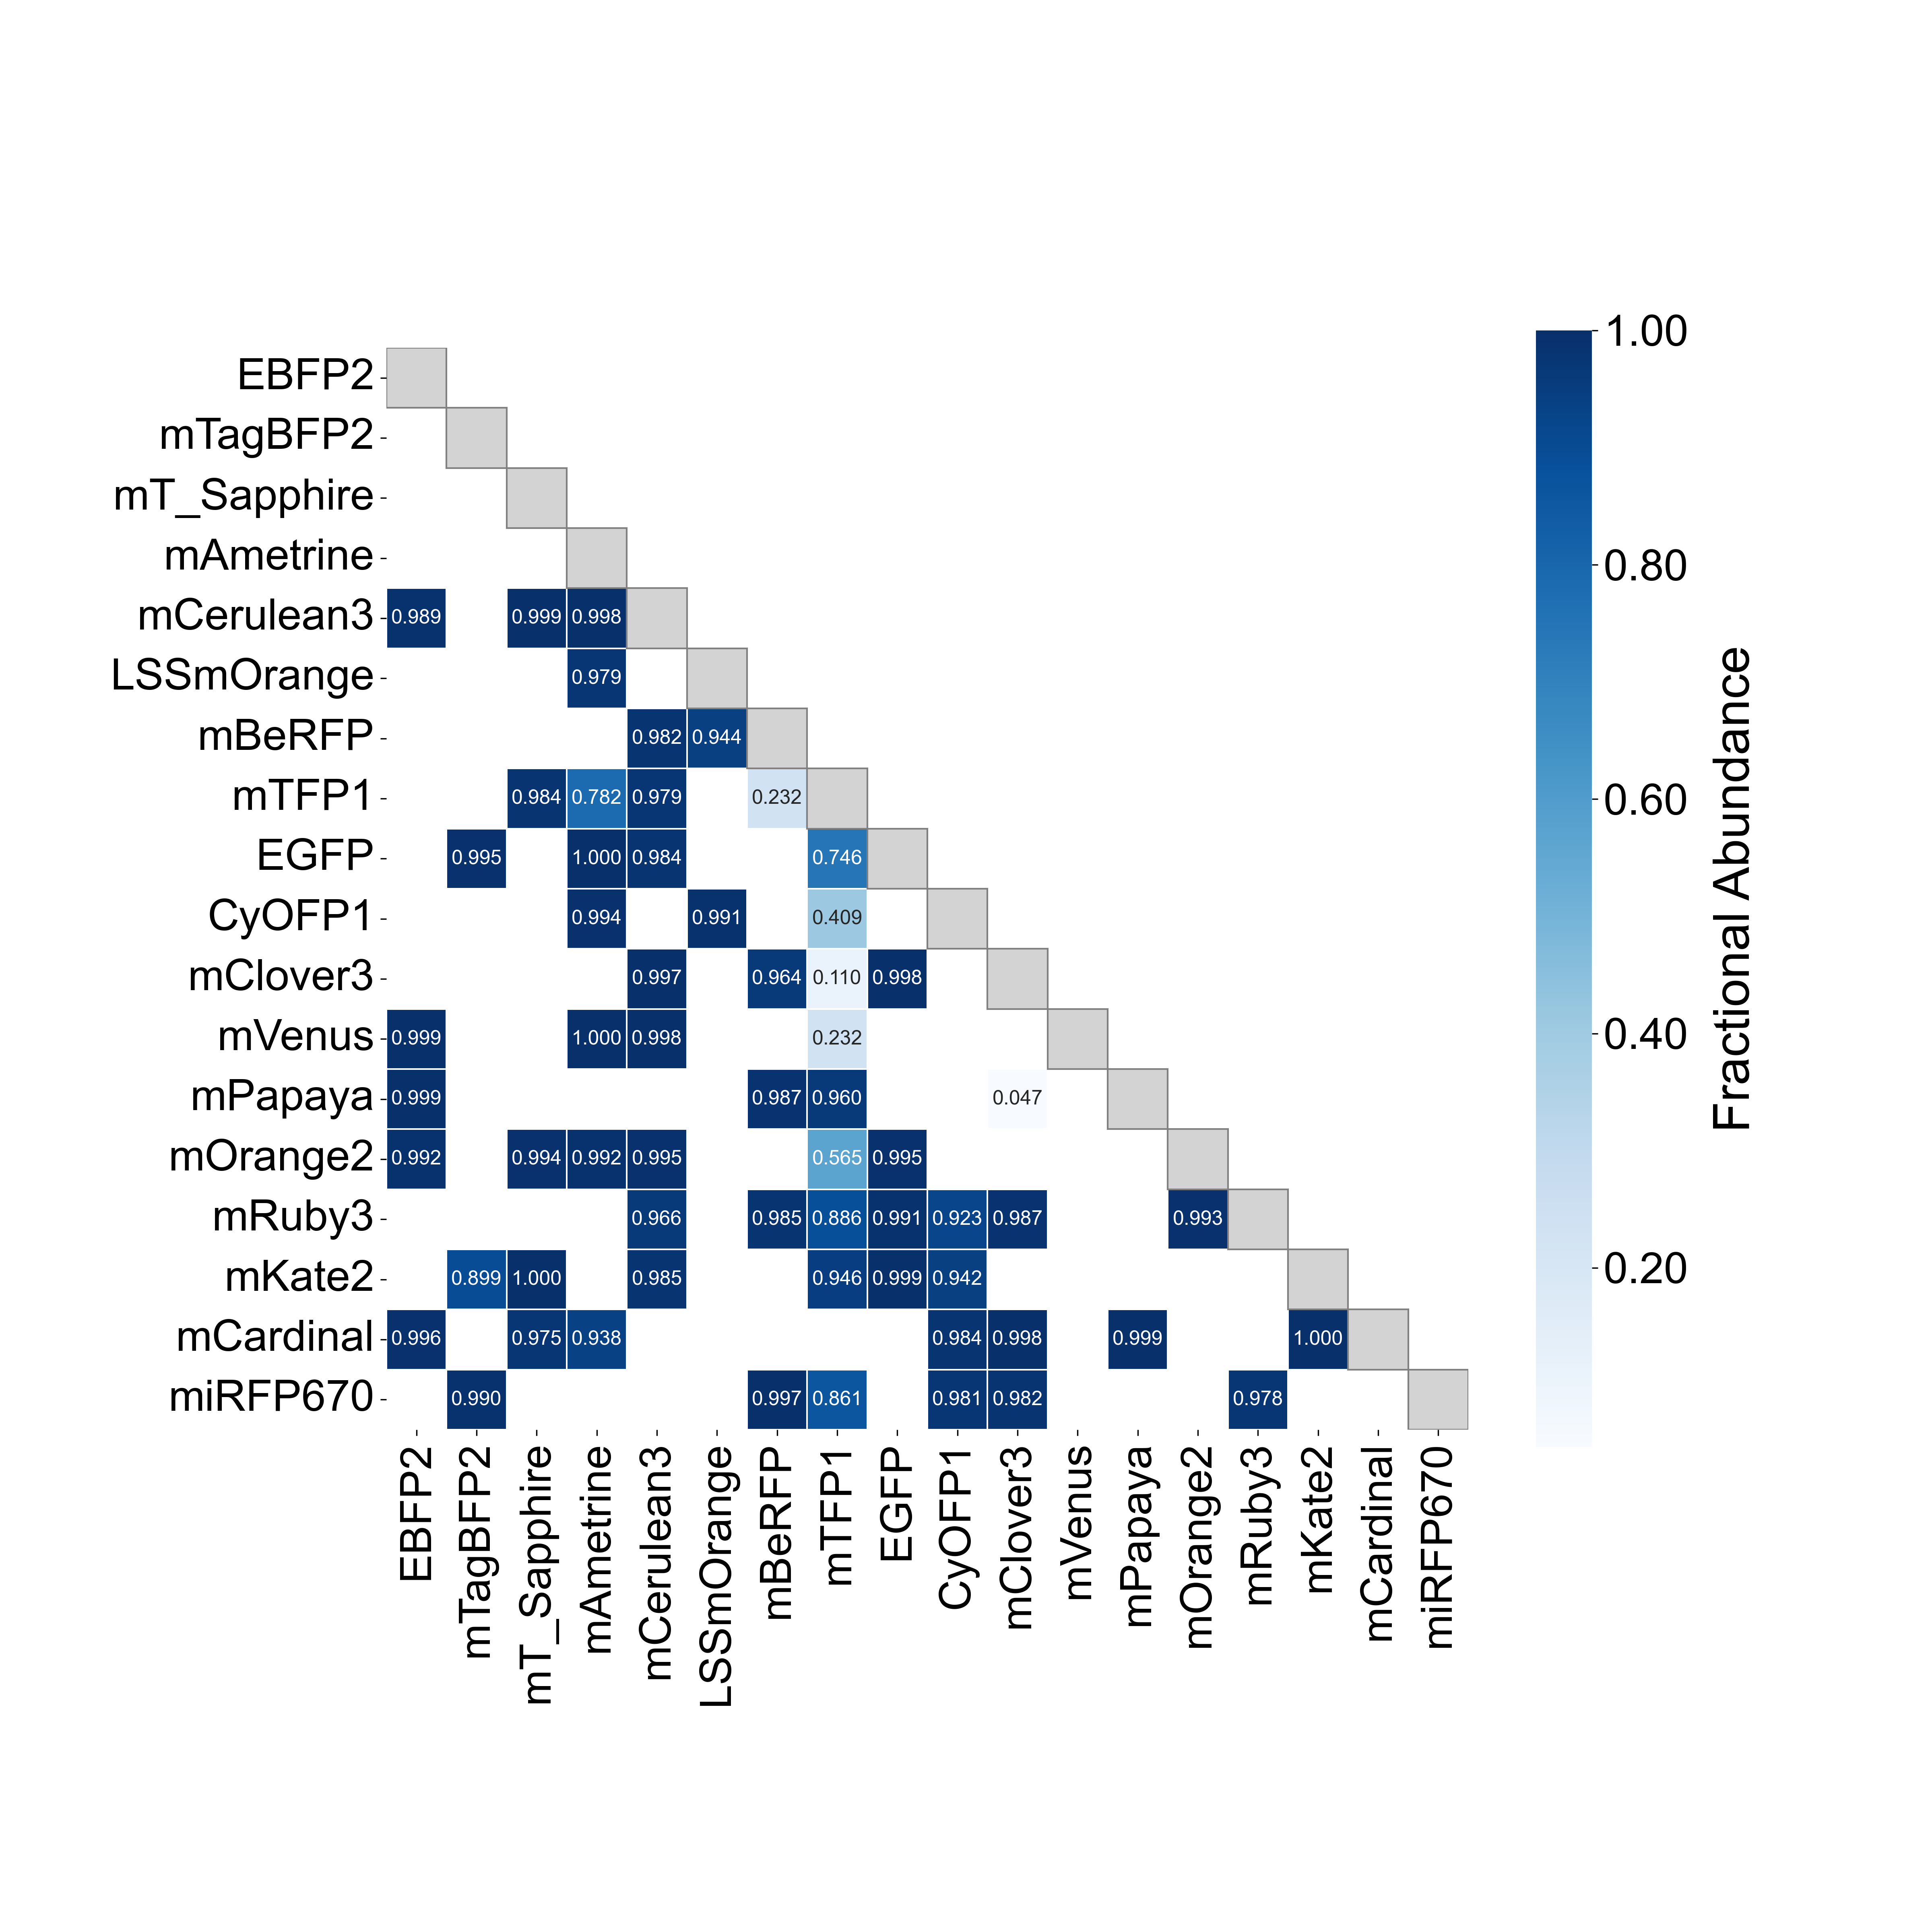 EBFP2
mTagBFP2
mT_Sapphire
mAmetrine
mCerulean3 0.989 0.999 0.998
LSSmOrange 0.979
mBeRFP 0.982 0.944
mTFP1 0.984 0.782 0.979 0.232
EGFP 0.995 1.000 0.984 0.746
CyOFP1 0.994 0.991 0.409
mClover3 0.997 0.964 0.110 0.998
mVenus 0.999 1.000 0.998 0.232
mPapaya 0.999 0.987 0.960 0.047
mOrange2 0.992 0.994 0.992 0.995 0.565 0.995
mRuby3 0.966 0.985 0.886 0.991 0.923 0.987 0.993
mKate2 0.899 1.000 0.985 0.946 0.999 0.942
mCardinal 0.996 0.975 0.938 0.984 0.998 0.999 1.000
miRFP670 0.990 0.997 0.861 0.981 0.982 0.978
EBFP2
mTagBFP2
mT_Sapphire
mAmetrine
mCerulean3
LSSmOrange
mBeRFP
mTFP1
EGFP
CyOFP1
mClover3
mVenus
mPapaya
mOrange2
mRuby3
mKate2
mCardinal
miRFP670
1.00
0.80
0.60
0.40
0.20
Fractional Abundance